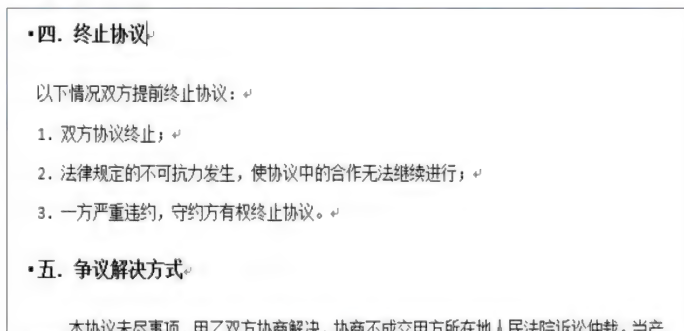 四. 终止协议
以下情况双方提前终止协议：
1. 双方协议终止；
2. 法律规定的不可抗力发生，使协议中的合作无法继续进行；
3. 一方严重违约，守约方有权终止协议。
五. 争议解决方式
本协议未尽事项，甲乙双方协商解决，协商不成交甲方所在地人民法院诉讼仲裁。当产